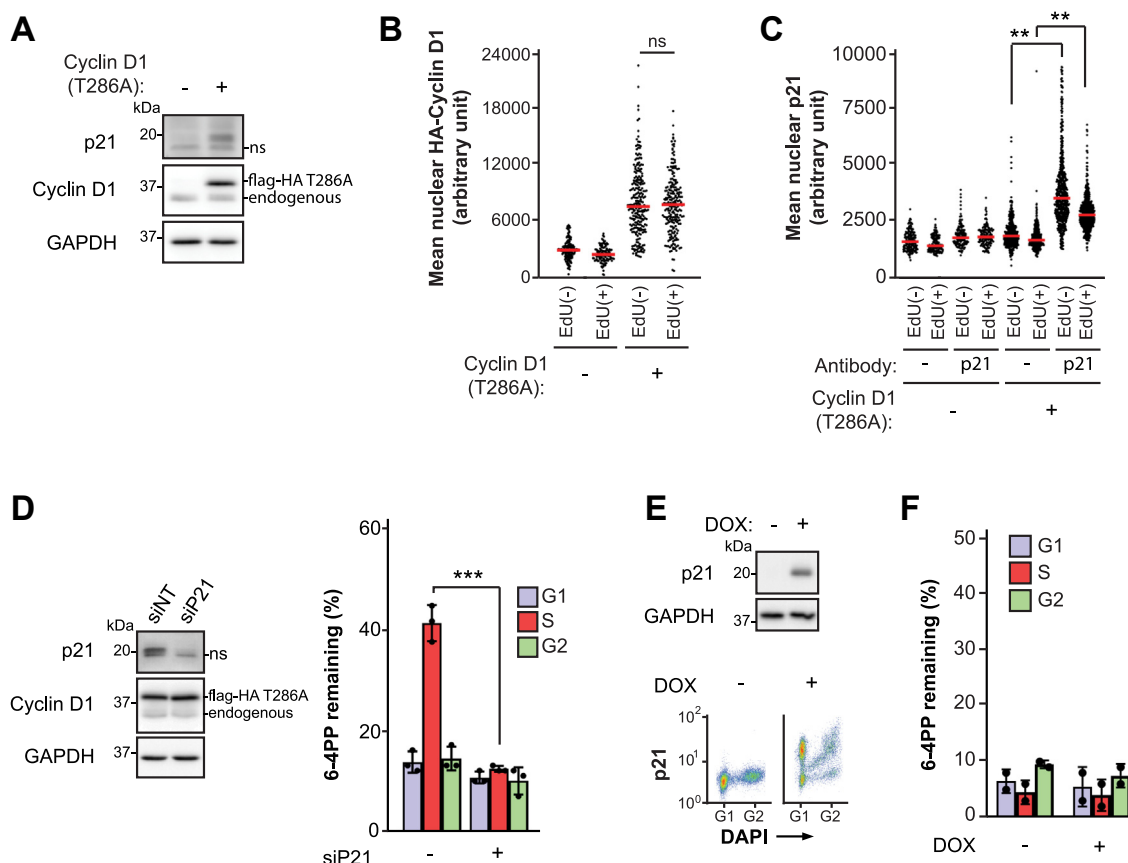 A
Cyclin D1
(T286A):
-
+
kDa
p21
20
ns
Cyclin D1
37
flag-HA T286A
endogenous
GAPDH
37
B
Mean nuclear HA-Cyclin D1
(arbitrary unit)
24000
18000
12000
6000
0
ns
EdU(-)
EdU(+)
EdU(-)
EdU(+)
Cyclin D1
(T286A):
-
+
C
Mean nuclear p21
(arbitrary unit)
10000
7500
5000
2500
0
**
**
EdU(-)
EdU(+)
EdU(-)
EdU(+)
EdU(-)
EdU(+)
EdU(-)
EdU(+)
Antibody:
-
p21
-
p21
Cyclin D1
(T286A):
-
+
D
siNT
siP21
kDa
p21
20
ns
Cyclin D1
37
flag-HA T286A
endogenous
GAPDH
37
6-4PP remaining (%)
60
40
20
0
***
G1
S
G2
siP21
-
+
E
DOX:
-
+
kDa
p21
20
GAPDH
37
DOX
-
+
p21
10²
10¹
10⁰
G1
G2
G1
G2
DAPI
F
6-4PP remaining (%)
50
40
30
20
10
0
G1
S
G2
DOX
-
+